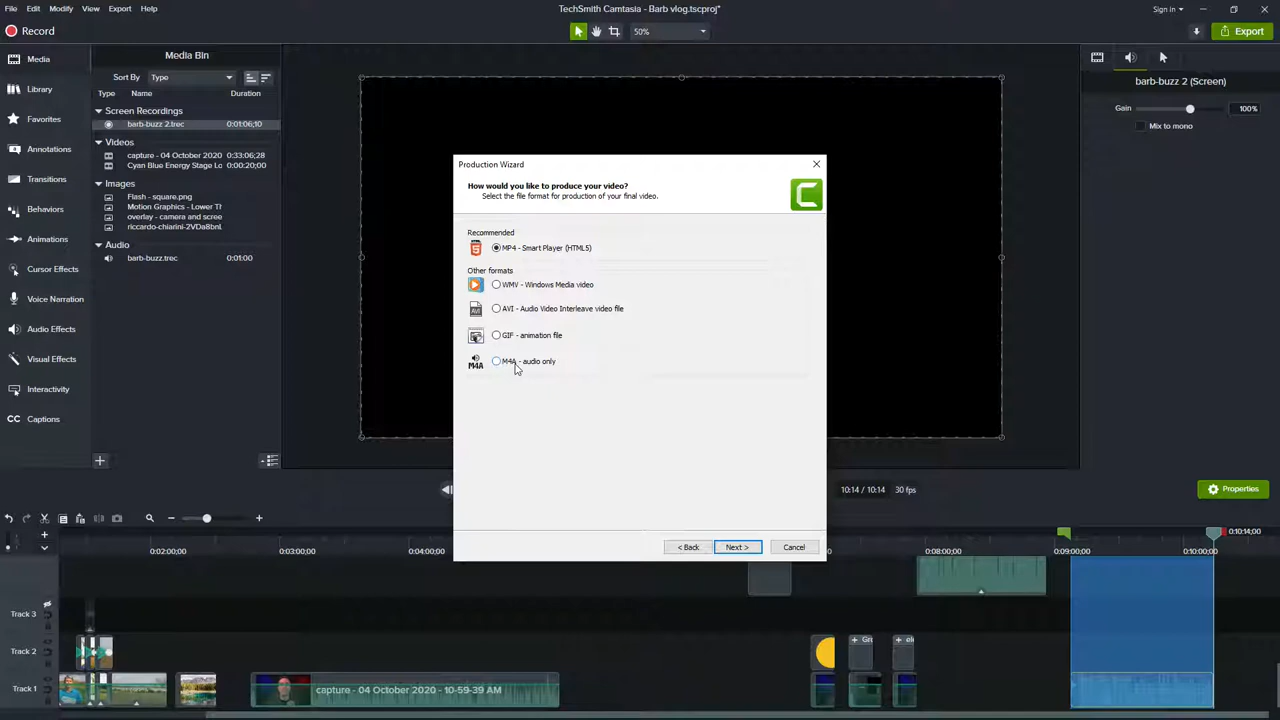 File Edit Modify View Export Help
TechSmith Camtasia - Barb vlog.tscproj*
Sign in
Record
50%
Export
Media
Library
Favorites
Annotations
Transitions
Behaviors
Animations
Cursor Effects
Voice Narration
Audio Effects
Visual Effects
Interactivity
CC Captions
Media Bin
Sort By Type
Type Name Duration
Screen Recordings
barb-buzz 2.trec 0:01:06;10
Videos
capture - 04 October 2020 0:33:06;28
Cyan Blue Energy Stage Lo 0:00:20;00
Images
Flash - square.png
Motion Graphics - Lower Th
overlay - camera and scree
riccardo-chiarini-2VDa8bnL
Audio
barb-buzz.trec 0:01:00
Production Wizard
How would you like to produce your video?
Select the file format for production of your final video.
Recommended
MP4 - Smart Player (HTML5)
Other formats
WMV - Windows Media video
AVI - Audio Video Interleave video file
GIF - animation file
M4A M4A - audio only
< Back Next > Cancel
barb-buzz 2 (Screen)
Gain 100%
Mix to mono
10:14 / 10:14 30 fps
Properties
0:10:14;00
0:02:00;00 0:03:00;00 0:04:00;00 0:08:00;00 0:09:00;00 0:10:00;00
Track 3
Track 2
Track 1
capture - 04 October 2020 - 10-59-39 AM